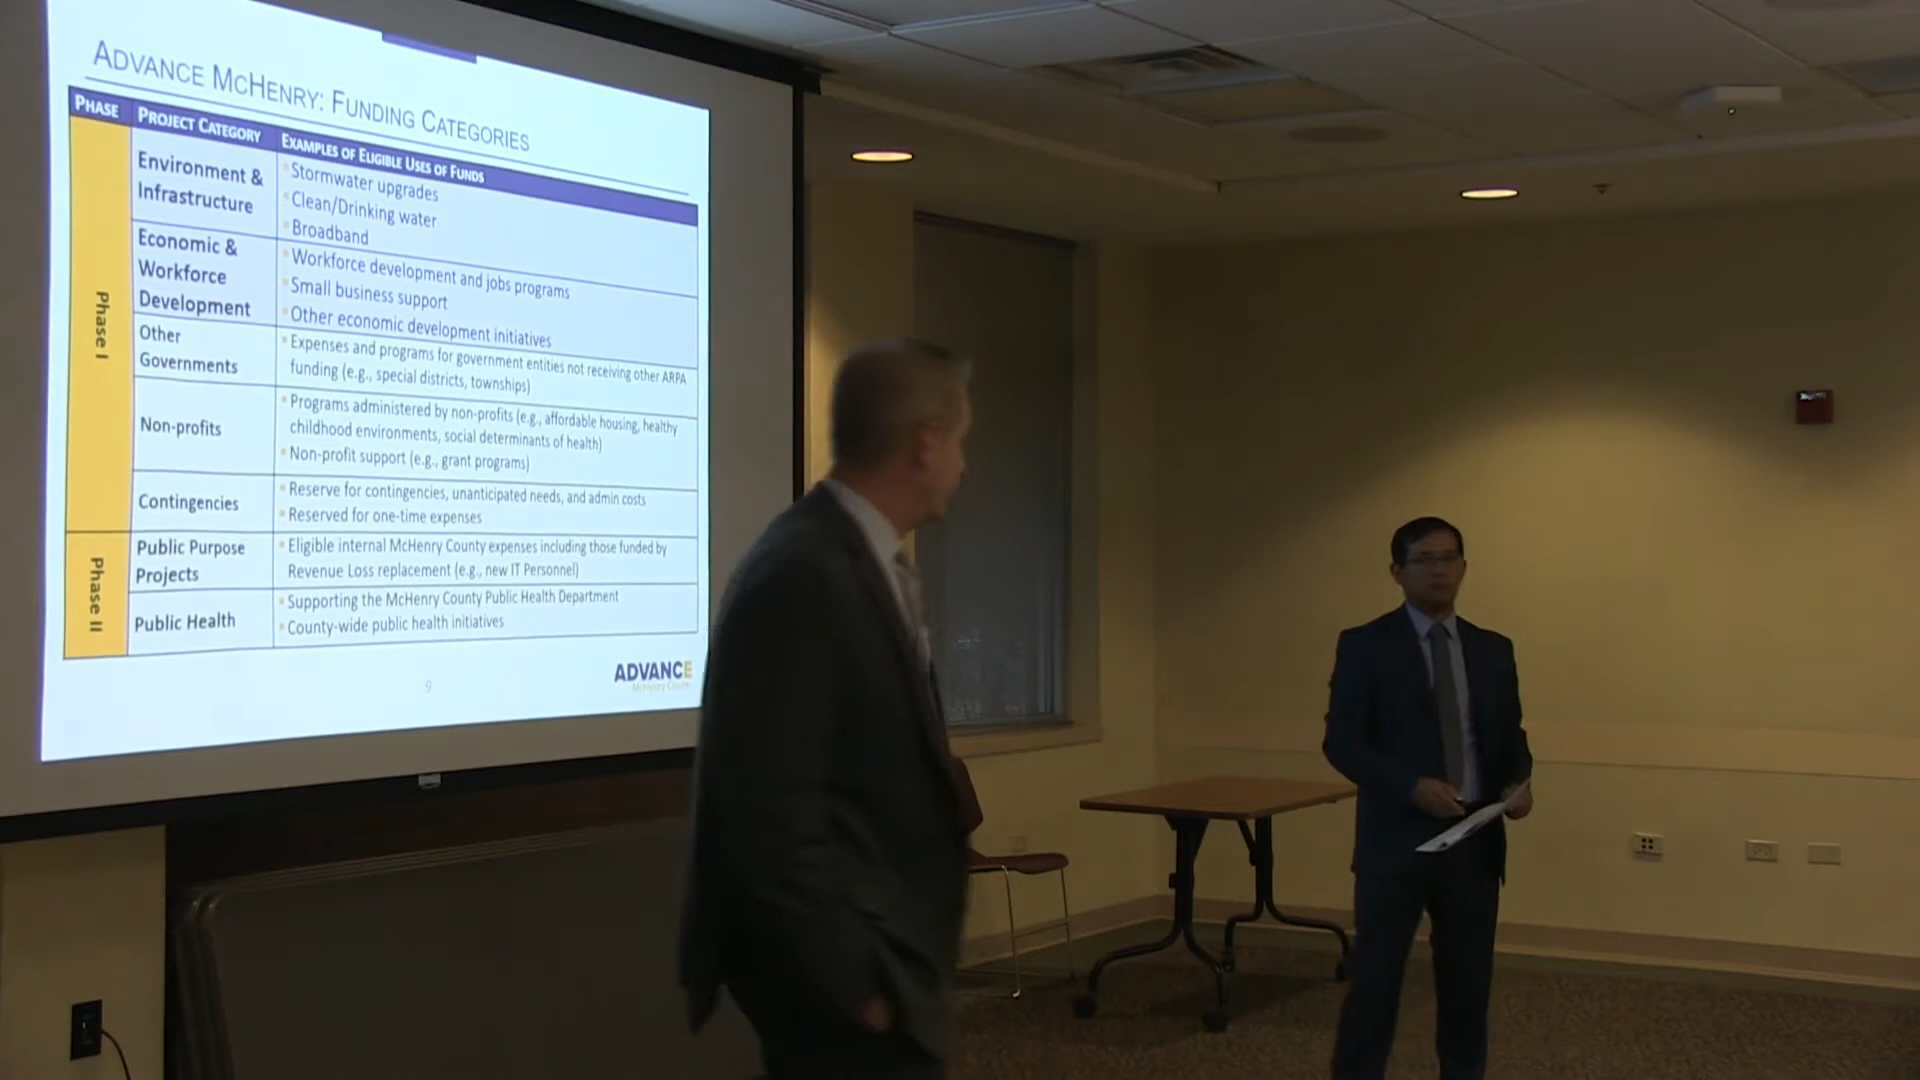 ADVANCE MCHENRY: FUNDING CATEGORIES
PHASE
PROJECT CATEGORY
EXAMPLES OF ELIGIBLE USES OF FUNDS
Phase I
Environment &
Infrastructure
Stormwater upgrades
Clean/Drinking water
Broadband
Economic &
Workforce
Development
Workforce development and jobs programs
Small business support
Other economic development initiatives
Other
Governments
Expenses and programs for government entities not receiving other ARPA
funding (e.g., special districts, townships)
Non-profits
Programs administered by non-profits (e.g., affordable housing, healthy
childhood environments, social determinants of health)
Non-profit support (e.g., grant programs)
Contingencies
Reserve for contingencies, unanticipated needs, and admin costs
Reserved for one-time expenses
Phase II
Public Purpose
Projects
Eligible internal McHenry County expenses including those funded by
Revenue Loss replacement (e.g., new IT Personnel)
Public Health
Supporting the McHenry County Public Health Department
County-wide public health initiatives
9
ADVANCE
McHenry County